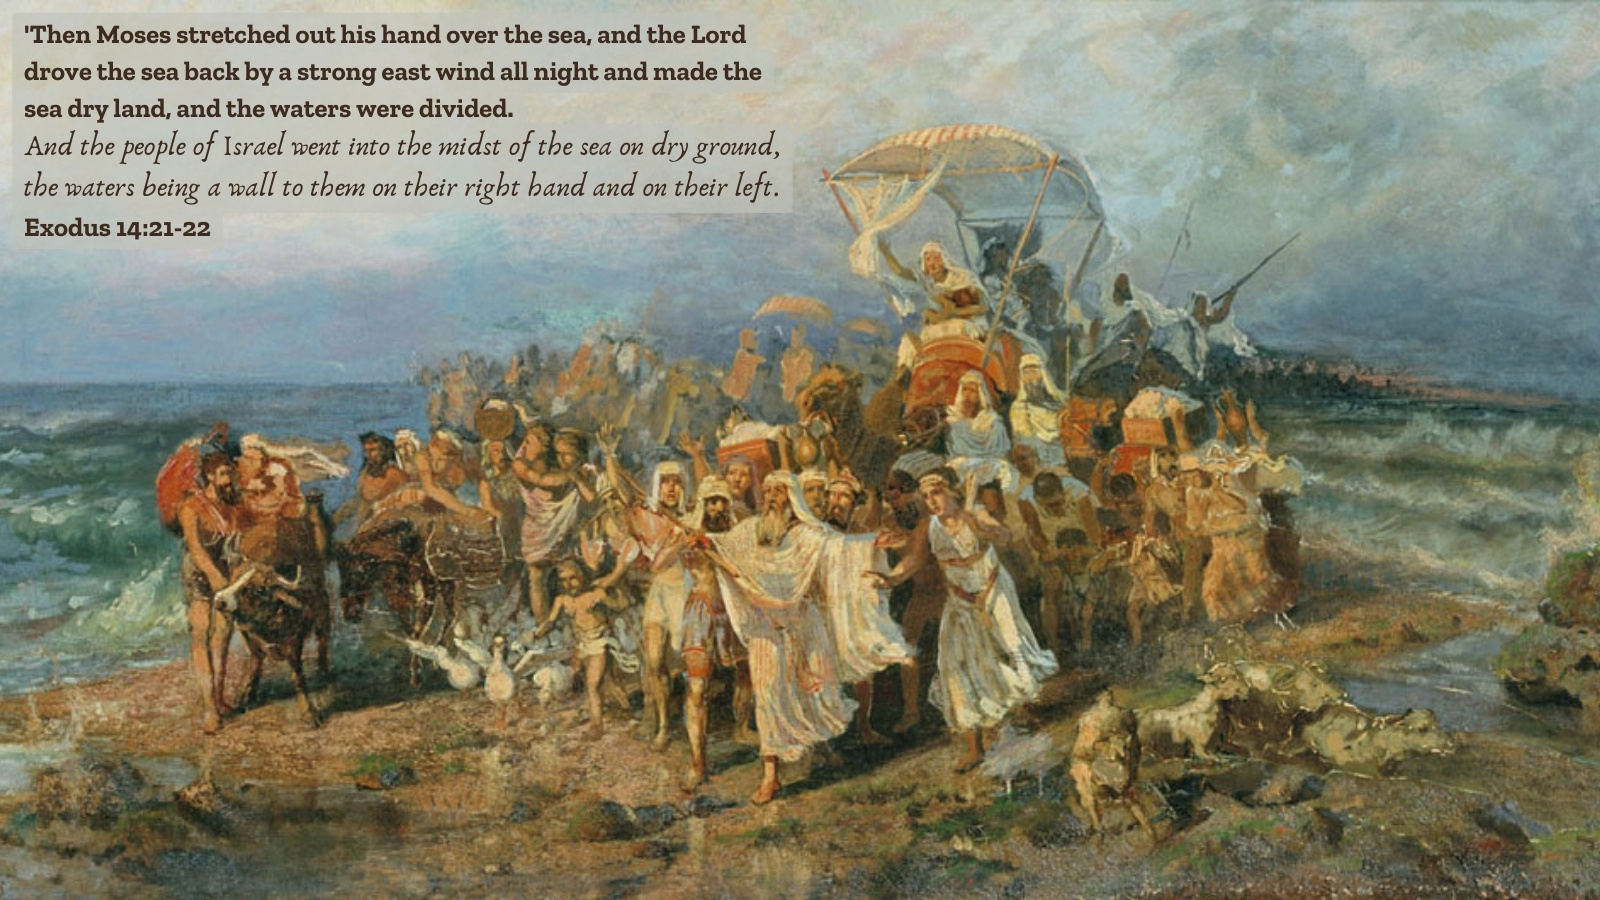 'Then Moses stretched out his hand over the sea, and the Lord
drove the sea back by a strong east wind all night and made the
sea dry land, and the waters were divided.
And the people of Israel went into the midst of the sea on dry ground,
the waters being a wall to them on their right hand and on their left.
Exodus 14:21-22